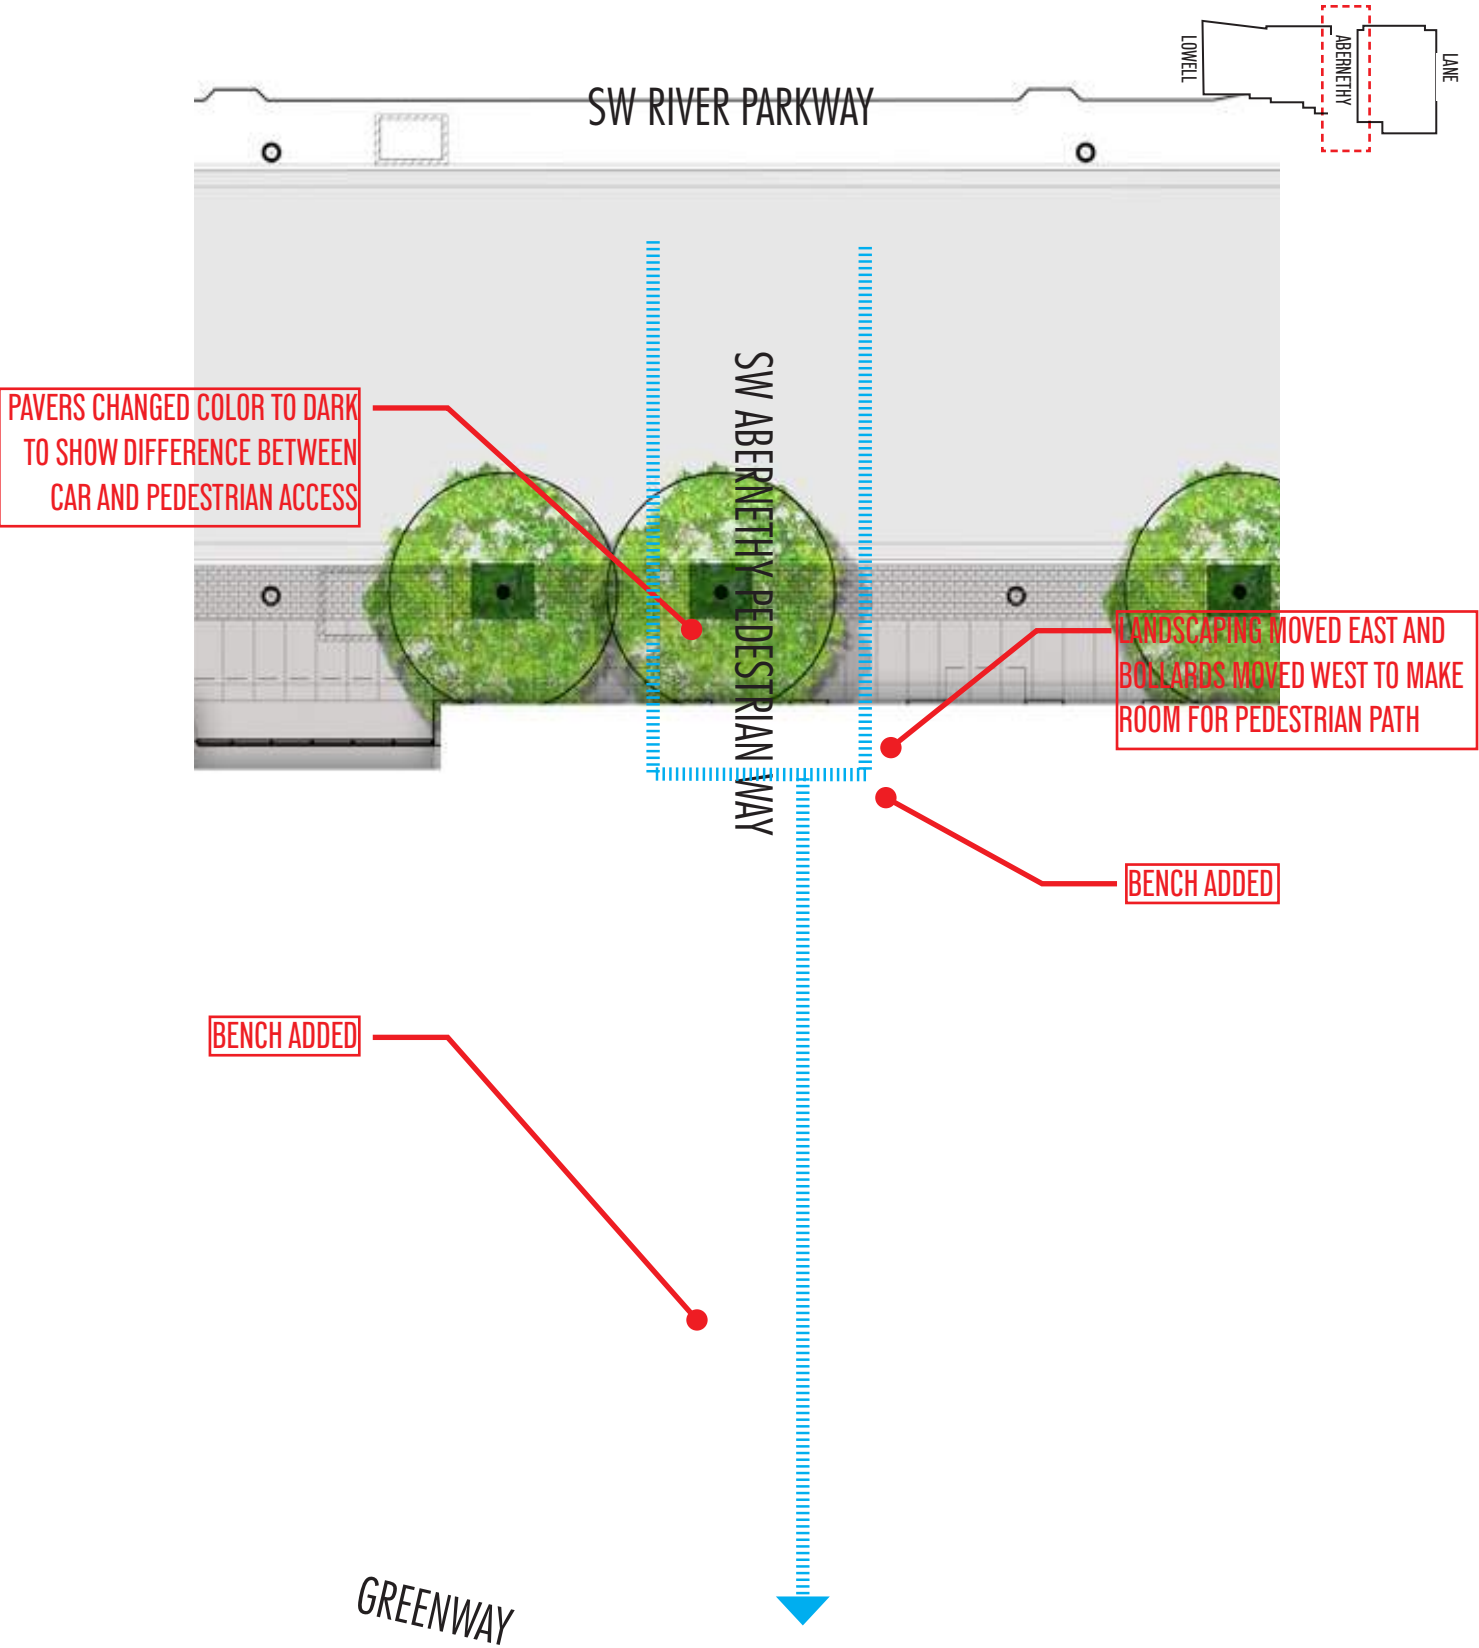 LOWELL
ABERNETHY
LANE
SW RIVER PARKWAY
SW ABERNETHY PEDESTRIAN WAY
PAVERS CHANGED COLOR TO DARK
TO SHOW DIFFERENCE BETWEEN
CAR AND PEDESTRIAN ACCESS
LANDSCAPING MOVED EAST AND
BOLLARDS MOVED WEST TO MAKE
ROOM FOR PEDESTRIAN PATH
BENCH ADDED
BENCH ADDED
GREENWAY